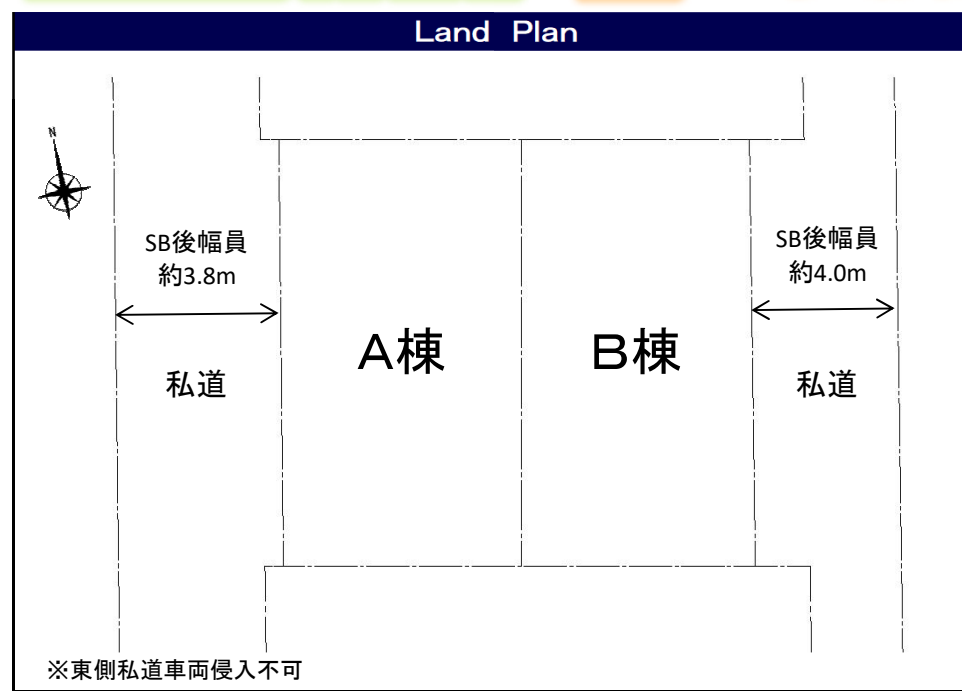 Land Plan
N
SB後幅員
約3.8m
SB後幅員
約4.0m
A棟
B棟
私道
私道
※東側私道車両侵入不可